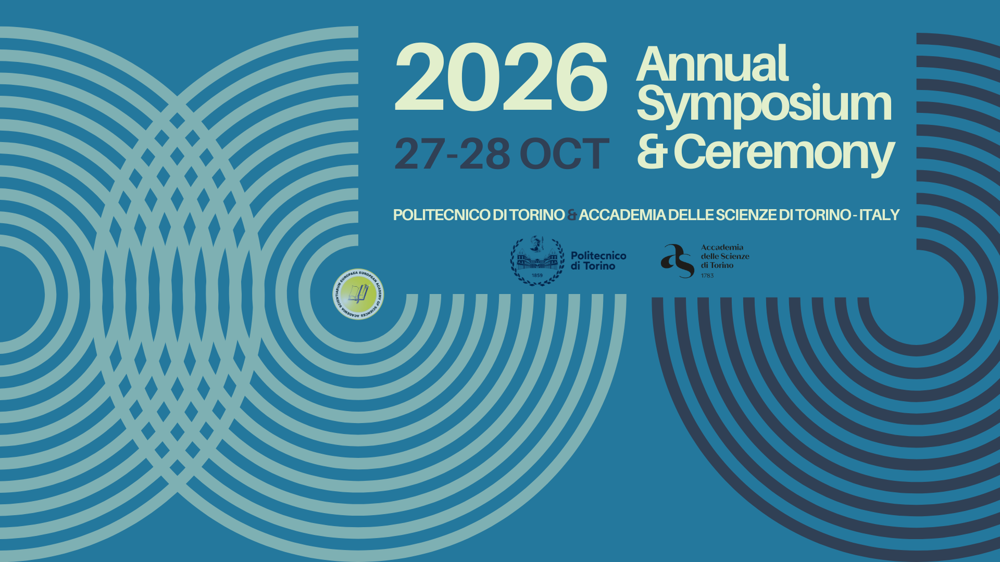 2026
27-28 OCT
Annual
Symposium
& Ceremony
POLITECNICO DI TORINO & ACCADEMIA DELLE SCIENZE DI TORINO - ITALY
1859
Politecnico
di Torino
Accademia
delle Scienze
di Torino
1783
ACADEMIA SCIENTIARUM EUROPAEA EUROPEAN ACADEMY OF SCIENCES